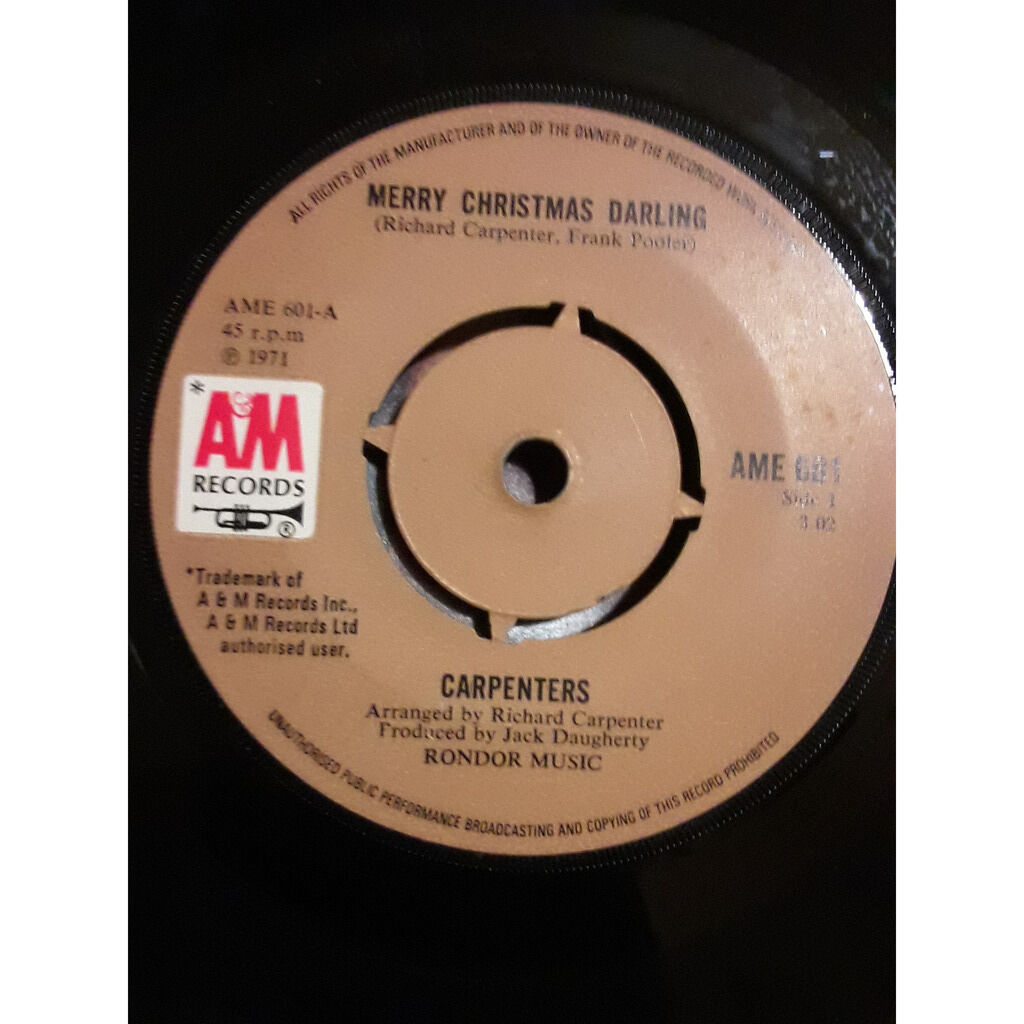 ALL RIGHTS OF THE MANUFACTURER AND OF THE OWNER OF THE RECORDED WORK
MERRY CHRISTMAS DARLING
(Richard Carpenter, Frank Pooler)
AME 601-A
45 r.p.m
℗ 1971
*
A&M
RECORDS
®
AME 601
Side 1
3.02
*Trademark of
A & M Records Inc.,
A & M Records Ltd
authorised user.
CARPENTERS
Arranged by Richard Carpenter
Produced by Jack Daugherty
RONDOR MUSIC
UNAUTHORISED PUBLIC PERFORMANCE BROADCASTING AND COPYING OF THIS RECORD PROHIBITED